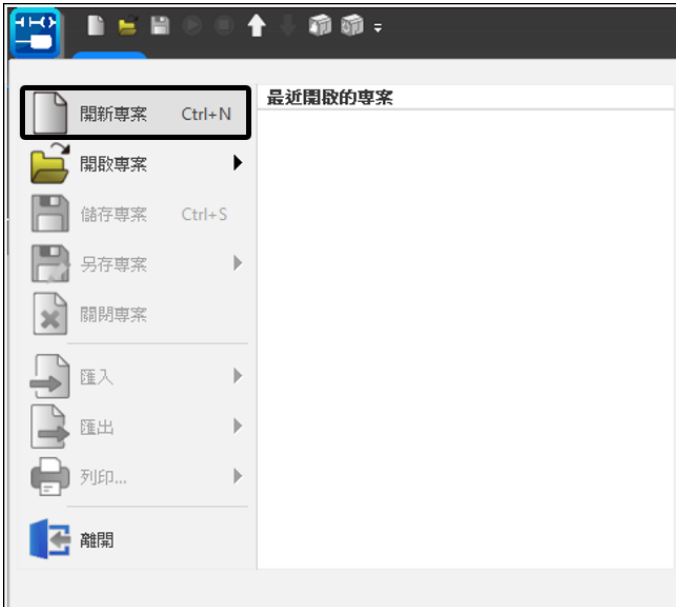 最近開啟的專案
開新專案 Ctrl+N
開啟專案
儲存專案 Ctrl+S
另存專案
關閉專案
匯入
匯出
列印...
離開